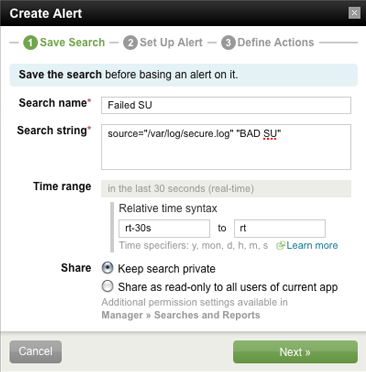 Create Alert
1 Save Search 2 Set Up Alert 3 Define Actions
Save the search before basing an alert on it.
Search name* Failed SU
Search string* source="/var/log/secure.log" "BAD SU"
Time range in the last 30 seconds (real-time)
Relative time syntax
rt-30s to rt
Time specifiers: y, mon, d, h, m, s Learn more
Share Keep search private
Share as read-only to all users of current app
Additional permission settings available in
Manager » Searches and Reports
Cancel Next »